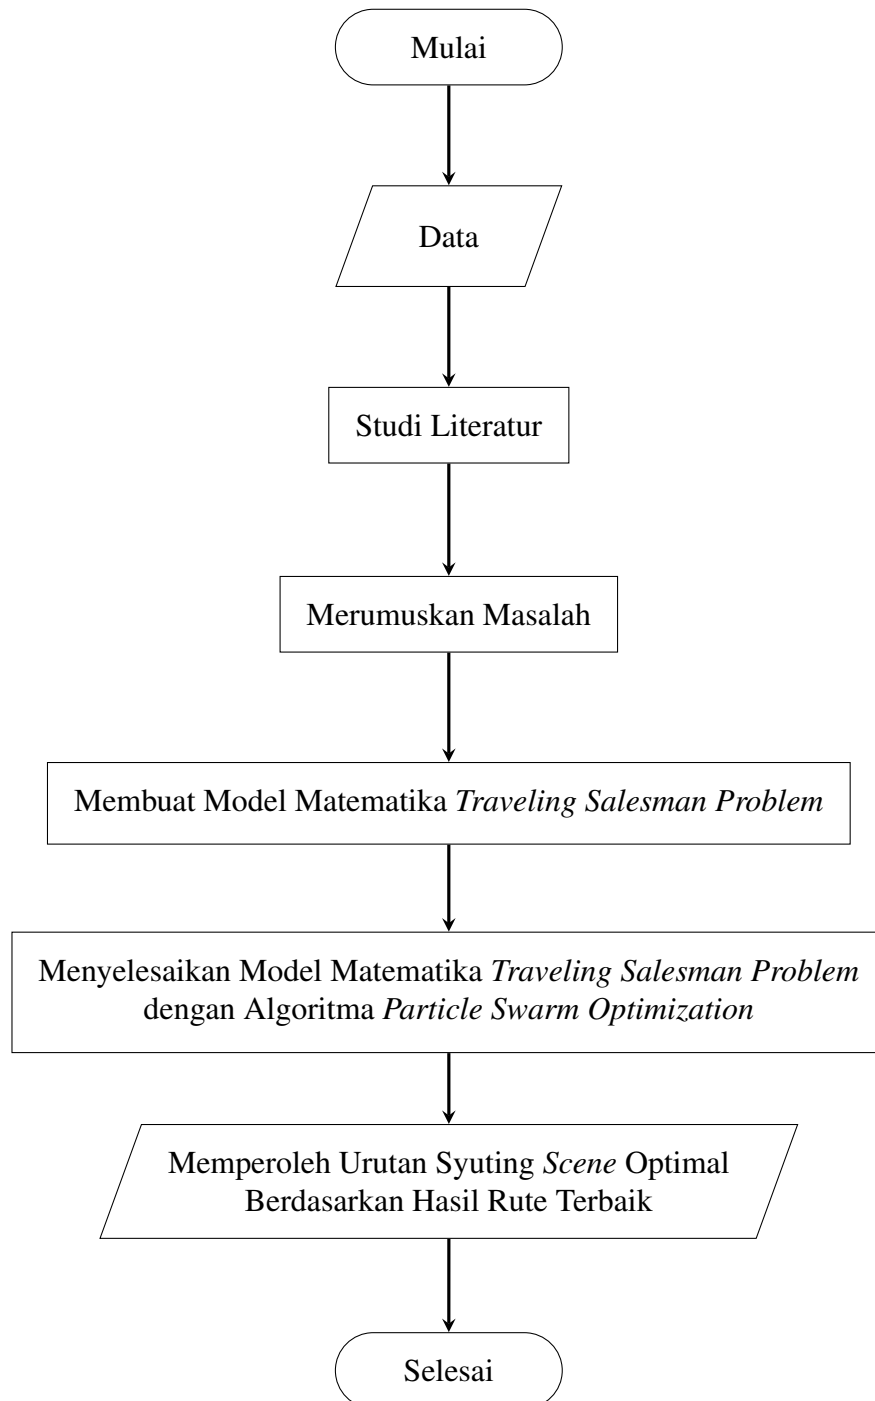 Mulai
Data
Studi Literatur
Merumuskan Masalah
Membuat Model Matematika Traveling Salesman Problem
Menyelesaikan Model Matematika Traveling Salesman Problem
dengan Algoritma Particle Swarm Optimization
Memperoleh Urutan Syuting Scene Optimal
Berdasarkan Hasil Rute Terbaik
Selesai